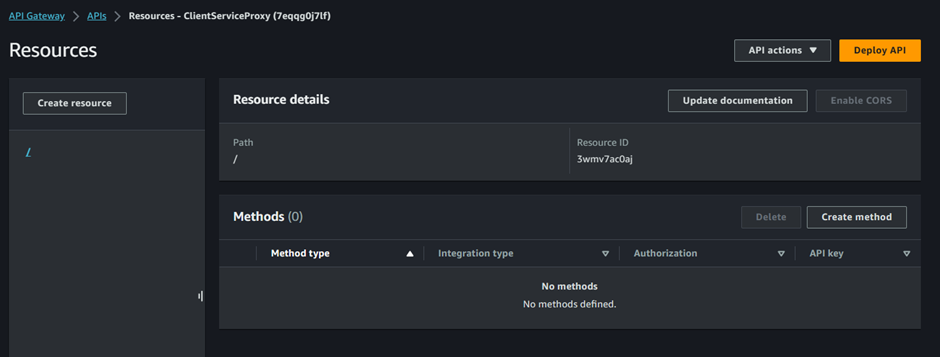 API Gateway > APIs > Resources - ClientServiceProxy (7eqqg0j7lf)
Resources
API actions ▼
Deploy API
Create resource
/
Resource details
Update documentation
Enable CORS
Path
/
Resource ID
3wmv7ac0aj
Methods (0)
Delete
Create method
Method type
Integration type
Authorization
API key
No methods
No methods defined.